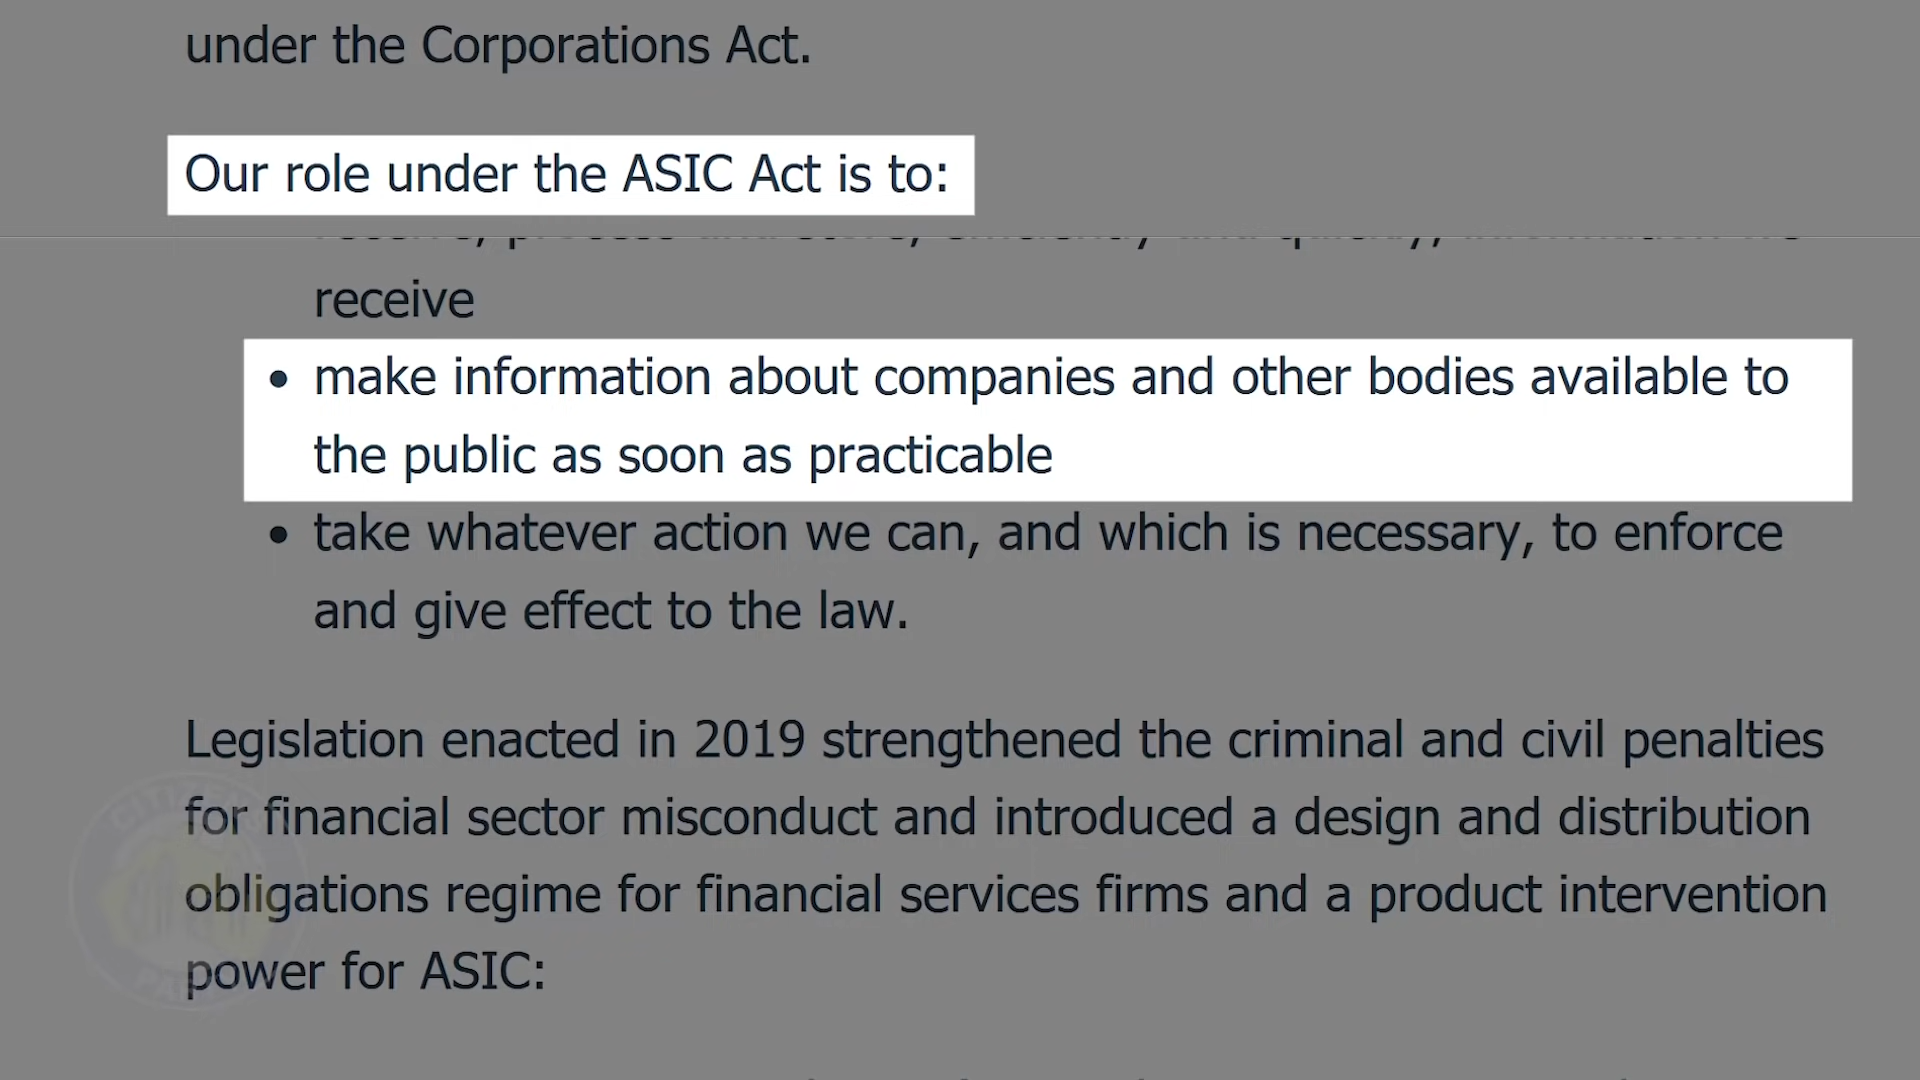 under the Corporations Act.
Our role under the ASIC Act is to:
receive
• make information about companies and other bodies available to
the public as soon as practicable
• take whatever action we can, and which is necessary, to enforce
and give effect to the law.
Legislation enacted in 2019 strengthened the criminal and civil penalties
for financial sector misconduct and introduced a design and distribution
obligations regime for financial services firms and a product intervention
power for ASIC:
CITIZENS
PARTY